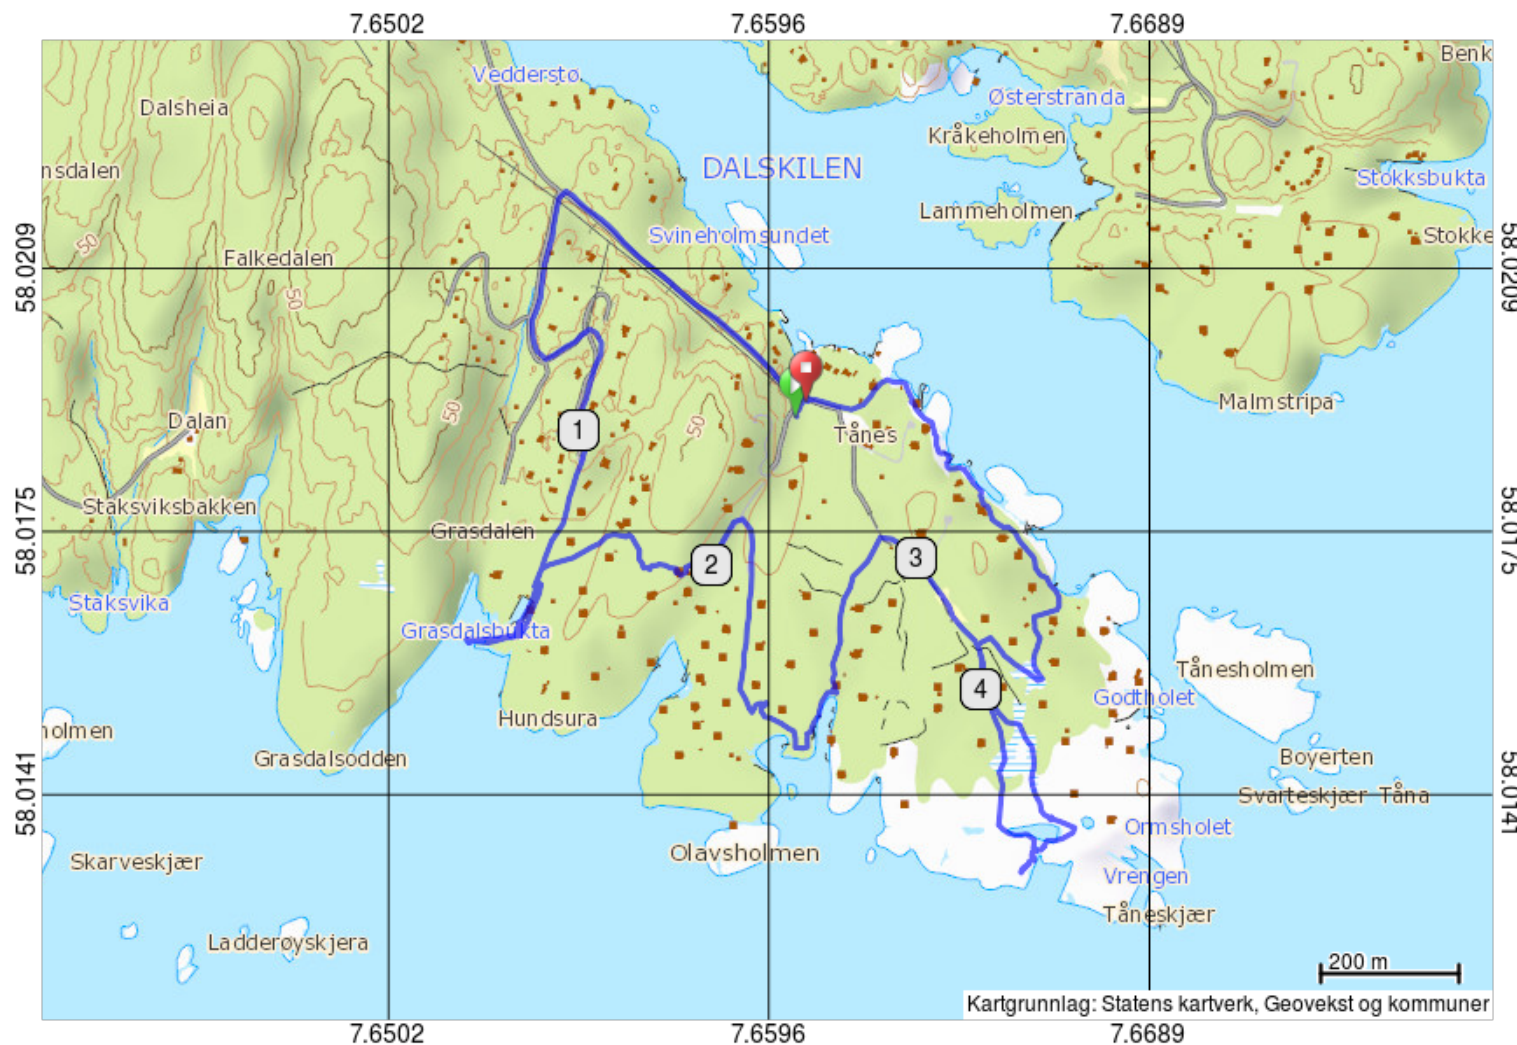 7.6502
7.6596
7.6689
Vedderstø
Benk
Dalsheia
Østerstranda
Kråkeholmen
nsdalen
DALSKILEN
Stokksbukta
Lammeholmen
58.0209
Svineholmsundet
Stokke
58.0209
50
Falkedalen
50
Malmstripa
50
Dalan
50
1
Tånes
58.0175
Staksviksbakken
Grasdalen
58.0175
2
3
Staksvika
Grasdalsbukta
Tånesholmen
4
Godtholet
holmen
Hundsura
Grasdalsodden
Boyerten
58.0141
Svarteskjær Tåna
58.0141
Ormsholet
Skarveskjær
Olavsholmen
Vrengen
Tåneskjær
Ladderøyskjera
200 m
Kartgrunnlag: Statens kartverk, Geovekst og kommuner
7.6502
7.6596
7.6689